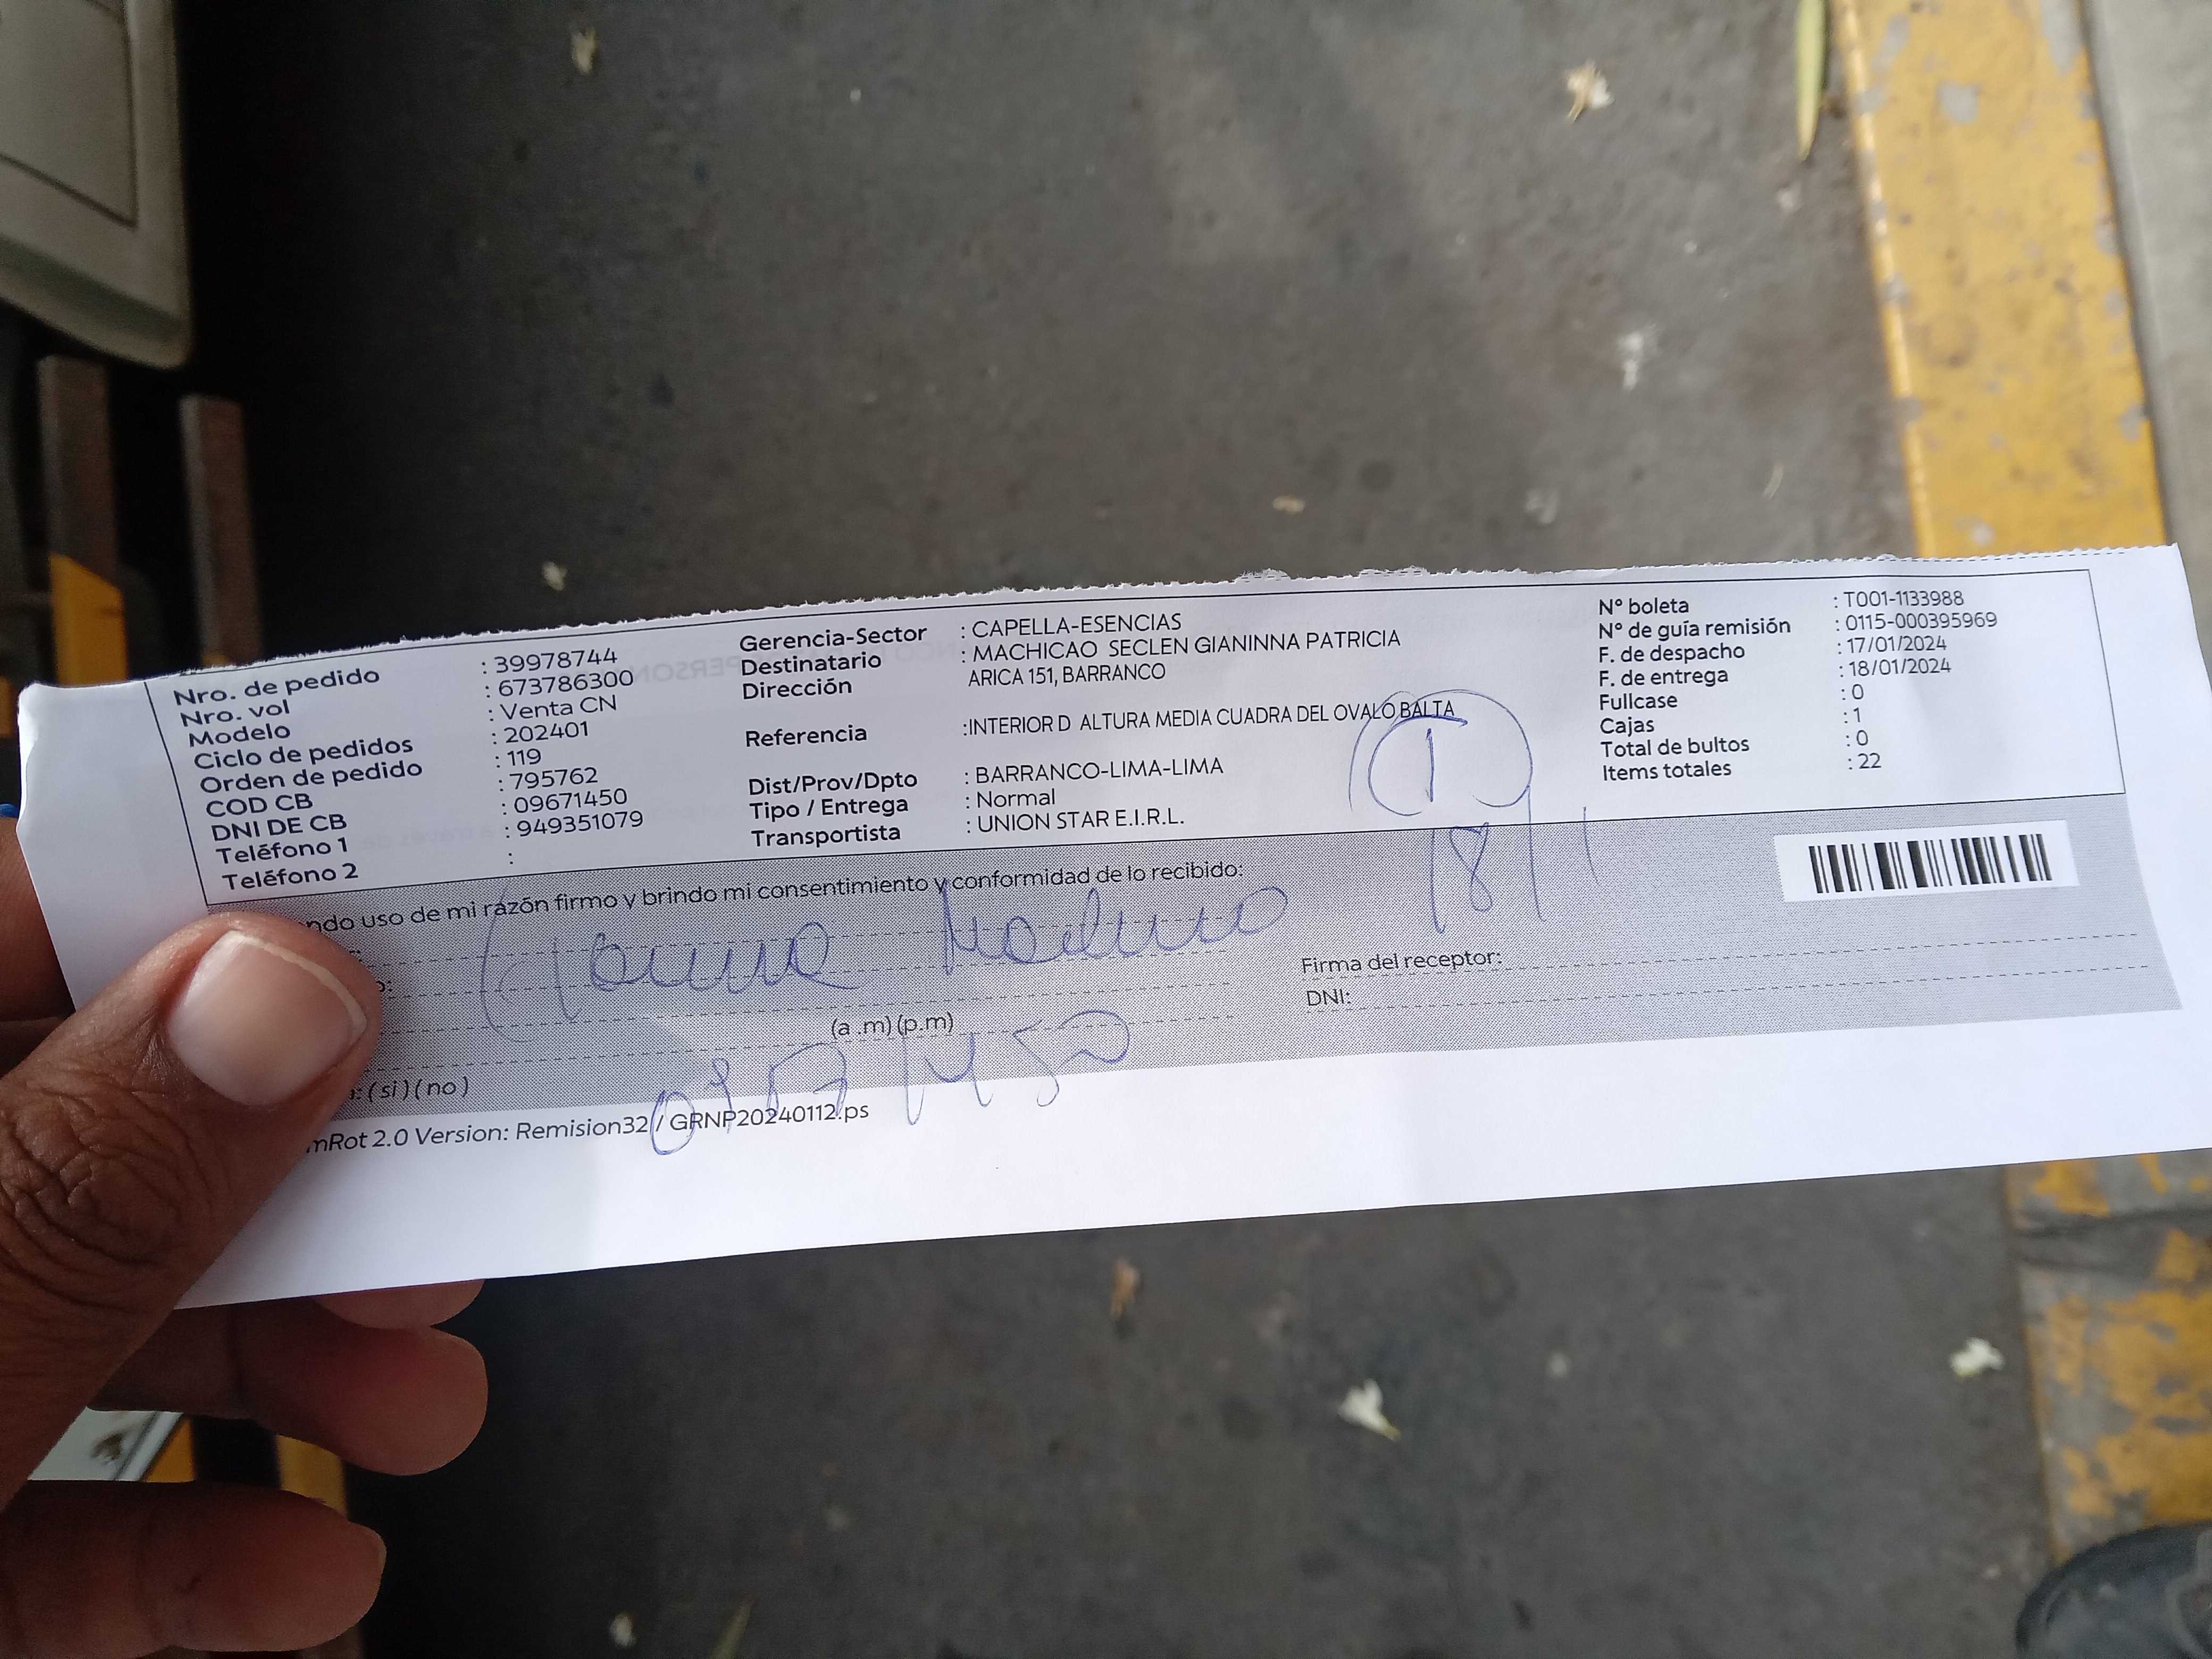 Nro. de pedido : 39978744
Nro. vol : 673786300
Modelo : Venta CN
Ciclo de pedidos : 202401
Orden de pedido : 119
COD CB : 795762
DNI DE CB : 09671450
Teléfono 1 : 949351079
Teléfono 2 :
Gerencia-Sector : CAPELLA-ESENCIAS
Destinatario : MACHICAO SECLEN GIANINNA PATRICIA
Dirección ARICA 151, BARRANCO
Referencia :INTERIOR D ALTURA MEDIA CUADRA DEL OVALO BALTA
Dist/Prov/Dpto : BARRANCO-LIMA-LIMA
Tipo / Entrega : Normal
Transportista : UNION STAR E.I.R.L.
N° boleta : T001-1133988
N° de guía remisión : 0115-000395969
F. de despacho : 17/01/2024
F. de entrega : 18/01/2024
Fullcase : 0
Cajas : 1
Total de bultos : 0
Items totales : 22
1
ndo uso de mi razón firmo y brindo mi consentimiento y conformidad de lo recibido:
18/1
Firma del receptor:
DNI:
(a .m) (p.m)
: ( si ) ( no )
mRot 2.0 Version: Remision32 / GRNP20240112.ps